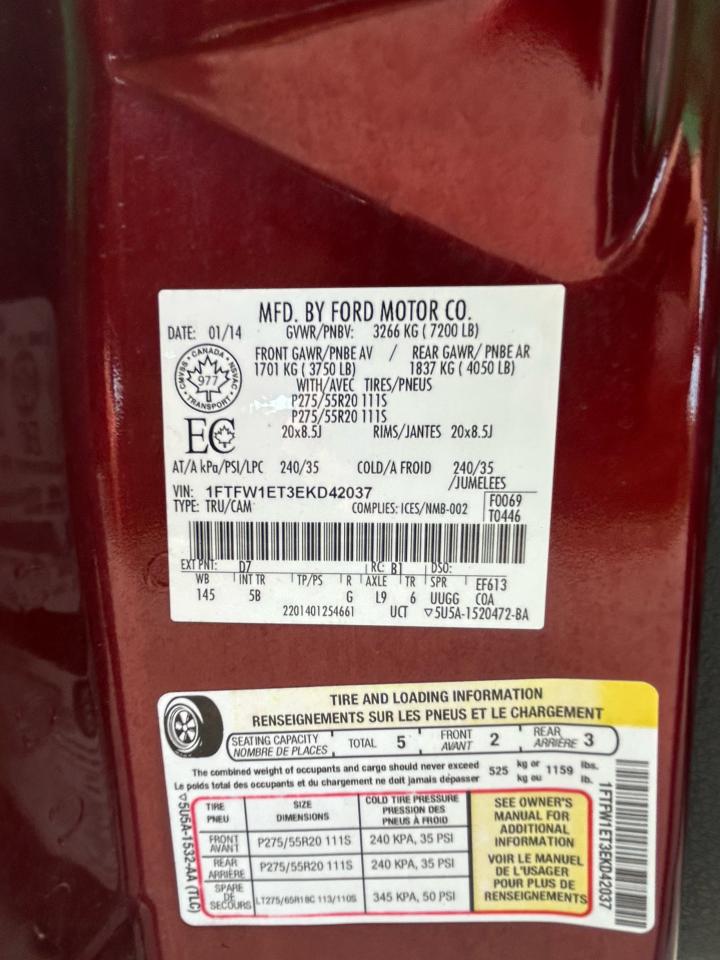 MFD. BY FORD MOTOR CO.
DATE: 01/14 GVWR/PNBV: 3266 KG ( 7200 LB)
FRONT GAWR/PNBE AV / REAR GAWR/ PNBE AR
1701 KG ( 3750 LB) 1837 KG ( 4050 LB)
WITH/AVEC TIRES/PNEUS
P275/55R20 111S
P275/55R20 111S
20x8.5J RIMS/JANTES 20x8.5J
CANADA
CMVSS 977 NSVAC
TRANSPORT
EC
AT/A kPa/PSI/LPC 240/35 COLD/A FROID 240/35
/JUMELEES
VIN: 1FTFW1ET3EKD42037
TYPE: TRU/CAM COMPLIES: ICES/NMB-002
F0069
T0446
EXT PNT: D7 RC: B1 DSO:
WB INT TR TP/PS R AXLE TR SPR EF613
145 5B G L9 6 UUGG COA
2201401254661 UCT ▽5U5A-1520472-BA
TIRE AND LOADING INFORMATION
RENSEIGNEMENTS SUR LES PNEUS ET LE CHARGEMENT
SEATING CAPACITY TOTAL 5 FRONT 2 REAR 3
NOMBRE DE PLACES AVANT ARRIÈRE
The combined weight of occupants and cargo should never exceed 525 kg or 1159 lbs.
Le poids total des occupants et du chargement ne doit jamais dépasser kg ou lb.
TIRE SIZE COLD TIRE PRESSURE
PNEU DIMENSIONS PRESSION DES
PNEUS À FROID
FRONT P275/55R20 111S 240 KPA, 35 PSI
AVANT
REAR P275/55R20 111S 240 KPA, 35 PSI
ARRIÈRE
SPARE LT275/65R18C 113/110S 345 KPA, 50 PSI
DE SECOURS
SEE OWNER'S
MANUAL FOR
ADDITIONAL
INFORMATION
VOIR LE MANUEL
DE L'USAGER
POUR PLUS DE
RENSEIGNEMENTS
▽5U5A-1532-AA (TLC)
1FTFW1ET3EKD42037